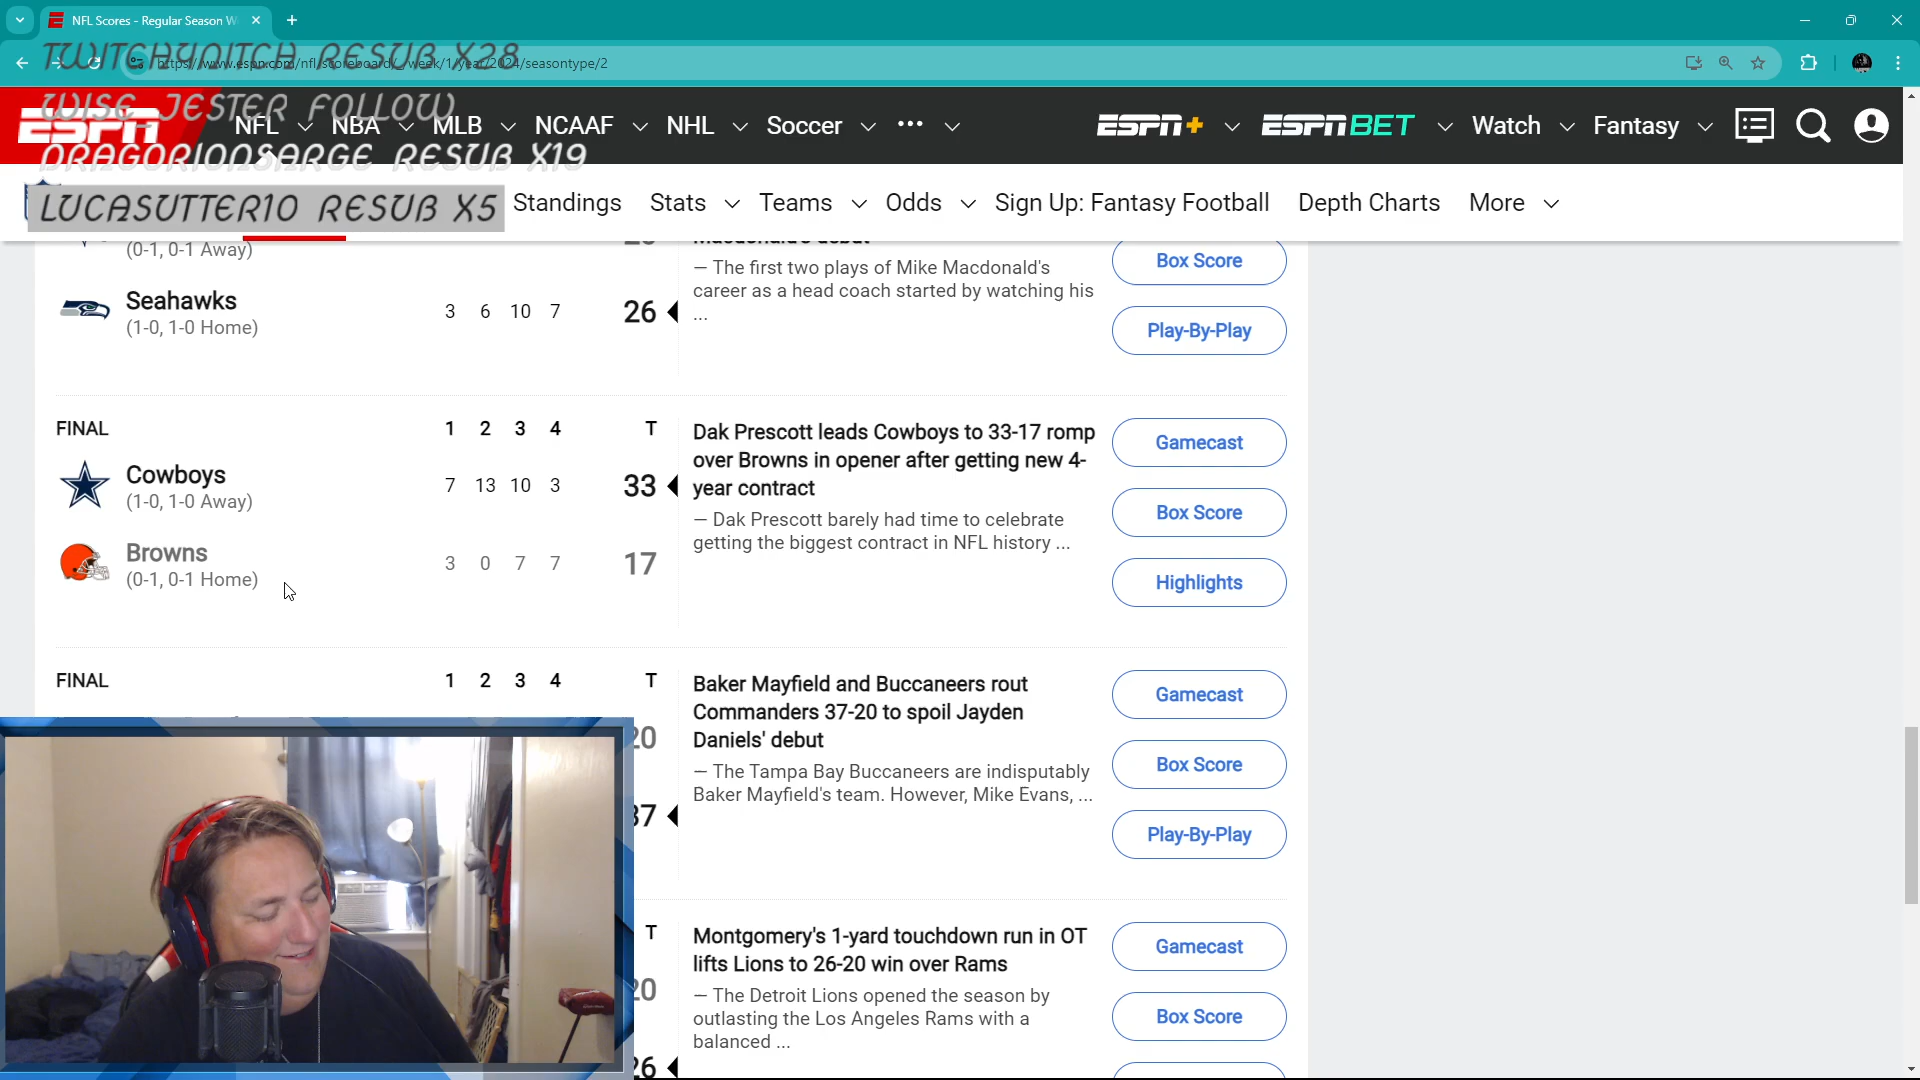 NFL Scores - Regular Season W
TWITCHYDITCH RESUB X28
https://www.espn.com/nfl/scoreboard/_/week/1/year/2024/seasontype/2
WISE_JESTER FOLLOW
ESPN NFL NBA MLB NCAAF NHL Soccer ESPN+ ESPN BET Watch Fantasy
DRAGORIONSARGE RESUB X19
LUCASUTTER10 RESUB X5 Standings Stats Teams Odds Sign Up: Fantasy Football Depth Charts More
(0-1, 0-1 Away)
Seahawks
(1-0, 1-0 Home)
3 6 10 7 26
— The first two plays of Mike Macdonald's
career as a head coach started by watching his
...
Box Score
Play-By-Play
FINAL 1 2 3 4 T
Cowboys
(1-0, 1-0 Away)
7 13 10 3 33
Browns
(0-1, 0-1 Home)
3 0 7 7 17
Dak Prescott leads Cowboys to 33-17 romp
over Browns in opener after getting new 4-
year contract
— Dak Prescott barely had time to celebrate
getting the biggest contract in NFL history ...
Gamecast
Box Score
Highlights
FINAL 1 2 3 4 T
20
37
Baker Mayfield and Buccaneers rout
Commanders 37-20 to spoil Jayden
Daniels' debut
— The Tampa Bay Buccaneers are indisputably
Baker Mayfield's team. However, Mike Evans, ...
Gamecast
Box Score
Play-By-Play
T
20
26
Montgomery's 1-yard touchdown run in OT
lifts Lions to 26-20 win over Rams
— The Detroit Lions opened the season by
outlasting the Los Angeles Rams with a
balanced ...
Gamecast
Box Score